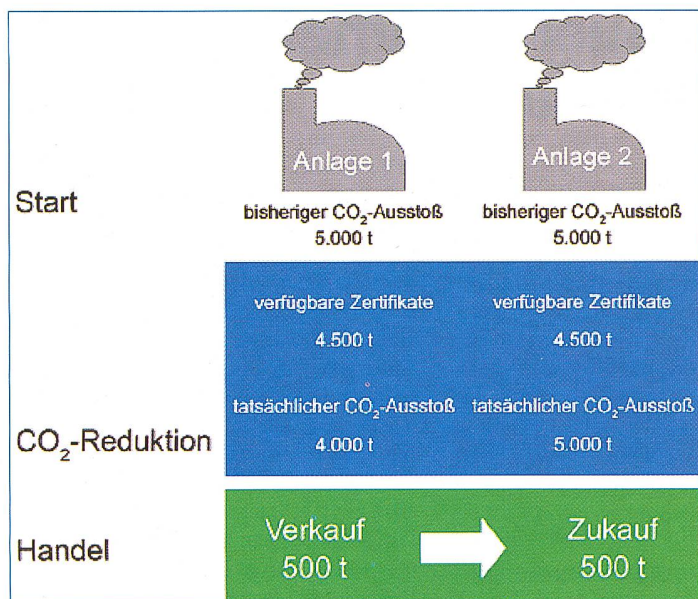 Anlage 1
Anlage 2
Start
bisheriger CO₂-Ausstoß
5.000 t
bisheriger CO₂-Ausstoß
5.000 t
verfügbare Zertifikate
4.500 t
verfügbare Zertifikate
4.500 t
CO₂-Reduktion
tatsächlicher CO₂-Ausstoß
4.000 t
tatsächlicher CO₂-Ausstoß
5.000 t
Handel
Verkauf
500 t
Zukauf
500 t